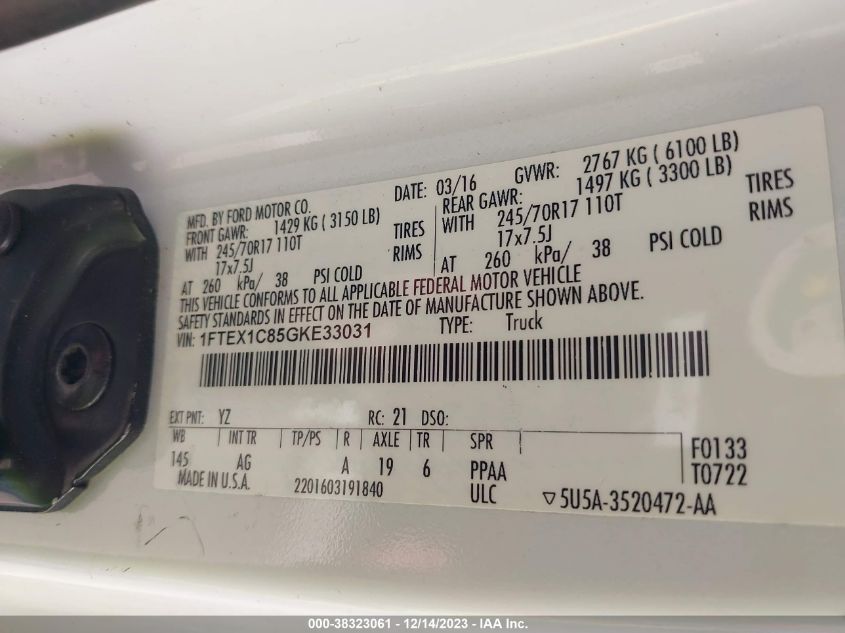 MFD. BY FORD MOTOR CO.
DATE: 03/16
GVWR: 2767 KG ( 6100 LB)
FRONT GAWR: 1429 KG ( 3150 LB)
REAR GAWR: 1497 KG ( 3300 LB)
WITH 245/70R17 110T TIRES
WITH 245/70R17 110T TIRES
17x7.5J RIMS
17x7.5J RIMS
AT 260 kPa/ 38 PSI COLD
AT 260 kPa/ 38 PSI COLD
THIS VEHICLE CONFORMS TO ALL APPLICABLE FEDERAL MOTOR VEHICLE
SAFETY STANDARDS IN EFFECT ON THE DATE OF MANUFACTURE SHOWN ABOVE.
VIN: 1FTEX1C85GKE33031
TYPE: Truck
EXT PNT: YZ RC: 21 DSO:
WB INT TR TP/PS R AXLE TR SPR
145 AG A 19 6 PPAA
ULC
F0133
T0722
MADE IN U.S.A.
2201603191840
▽5U5A-3520472-AA
000-38323061 - 12/14/2023 - IAA Inc.